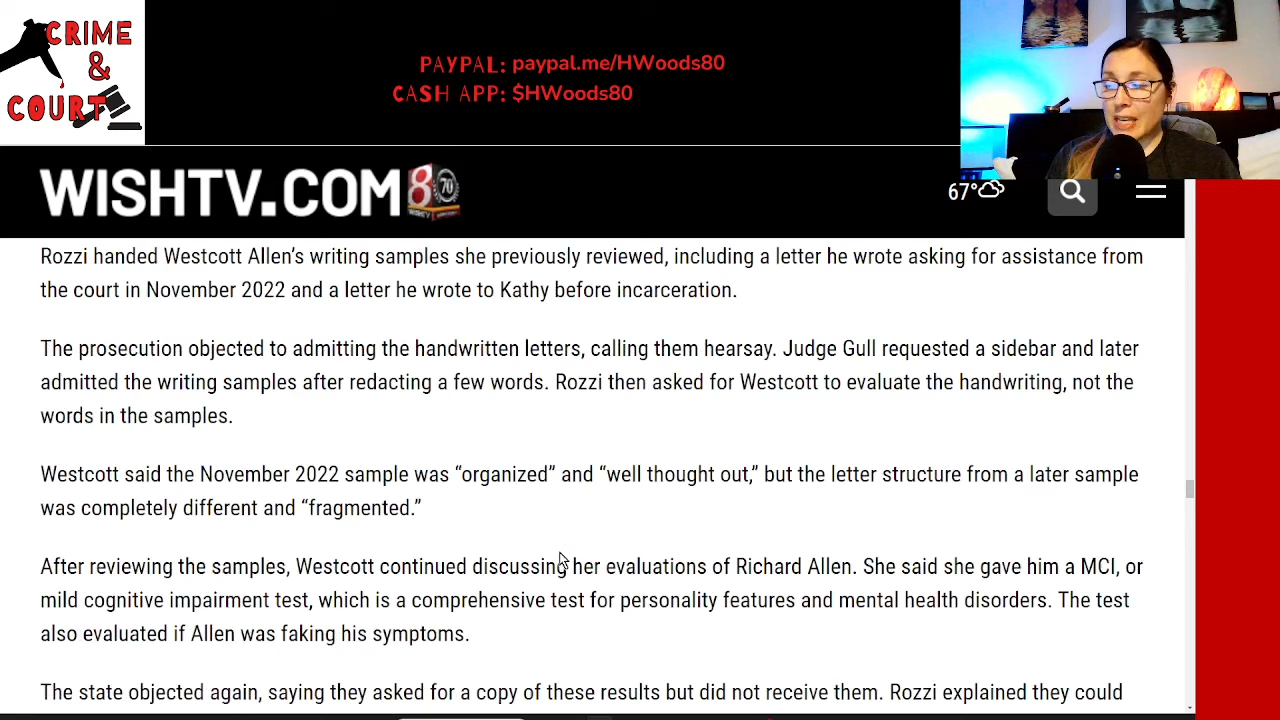 CRIME
&
COURT
PAYPAL: paypal.me/HWoods80
CASH APP: $HWoods80
WISHTV.COM 8 70
67°
Rozzi handed Westcott Allen’s writing samples she previously reviewed, including a letter he wrote asking for assistance from
the court in November 2022 and a letter he wrote to Kathy before incarceration.
The prosecution objected to admitting the handwritten letters, calling them hearsay. Judge Gull requested a sidebar and later
admitted the writing samples after redacting a few words. Rozzi then asked for Westcott to evaluate the handwriting, not the
words in the samples.
Westcott said the November 2022 sample was “organized” and “well thought out,” but the letter structure from a later sample
was completely different and “fragmented.”
After reviewing the samples, Westcott continued discussing her evaluations of Richard Allen. She said she gave him a MCI, or
mild cognitive impairment test, which is a comprehensive test for personality features and mental health disorders. The test
also evaluated if Allen was faking his symptoms.
The state objected again, saying they asked for a copy of these results but did not receive them. Rozzi explained they could